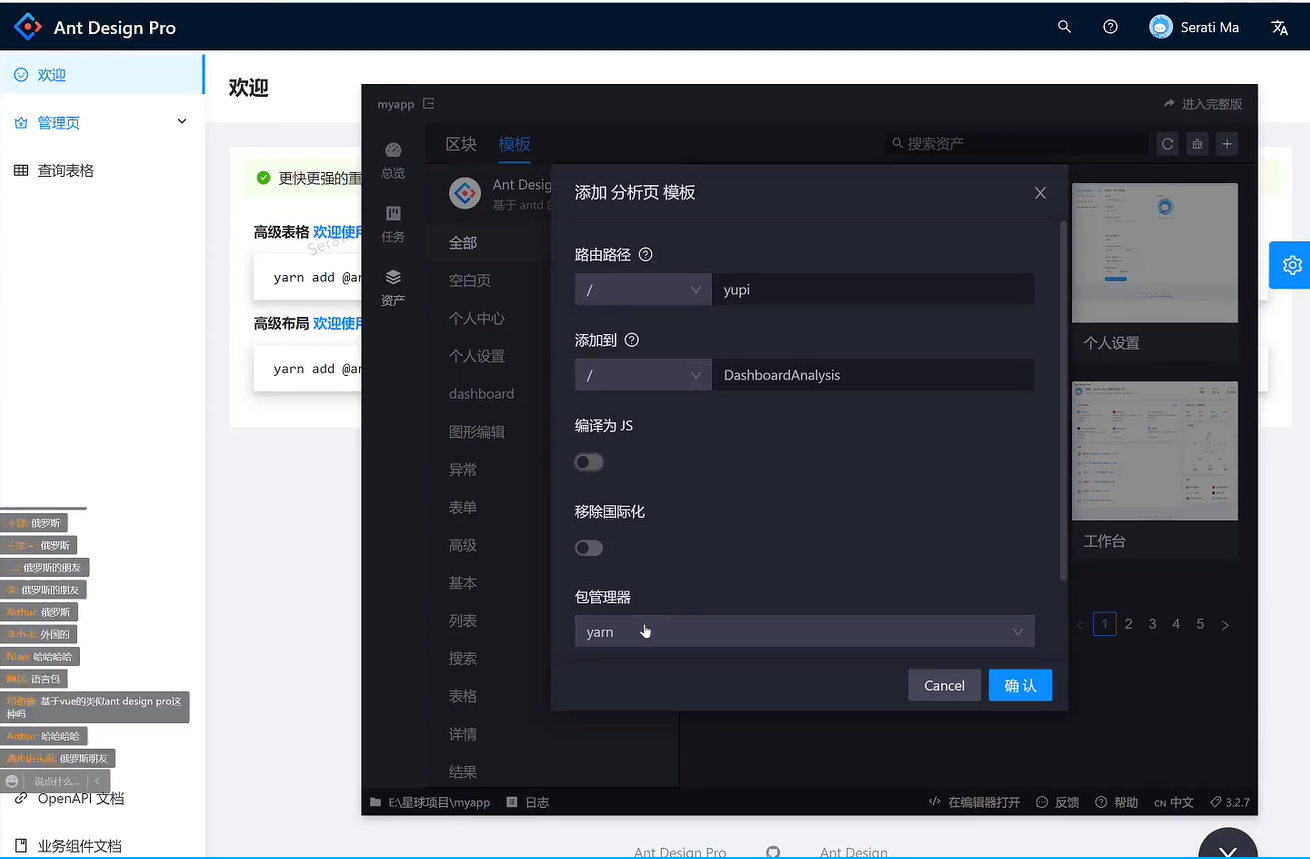 Ant Design Pro
Serati Ma
欢迎
管理页
查询表格
欢迎
更快更强的重
高级表格 欢迎使用
yarn add @an
高级布局 欢迎使用
yarn add @an
myapp
进入完整版
总览
任务
资产
区块 模板
搜索资产
Ant Desig
基于 antd 的
全部
空白页
个人中心
个人设置
dashboard
图形编辑
异常
表单
高级
基本
列表
搜索
表格
详情
结果
添加 分析页 模板
路由路径
/ yupi
添加到
/ DashboardAnalysis
编译为 JS
移除国际化
包管理器
yarn
Cancel 确 认
个人设置
工作台
1 2 3 4 5
E:\星球项目\myapp 日志
在编辑器打开 反馈 帮助 CN 中文 3.2.7
俄罗斯
俄罗斯
俄罗斯的朋友
俄罗斯的朋友
Arthur: 俄罗斯
外国的
Nian: 哈哈哈哈
语言包
基于vue的类似ant design pro这
种吗
Arthur: 哈哈哈哈
俄罗斯朋友
说点什么...
OpenAPI 文档
业务组件文档
Ant Design Pro Ant Design